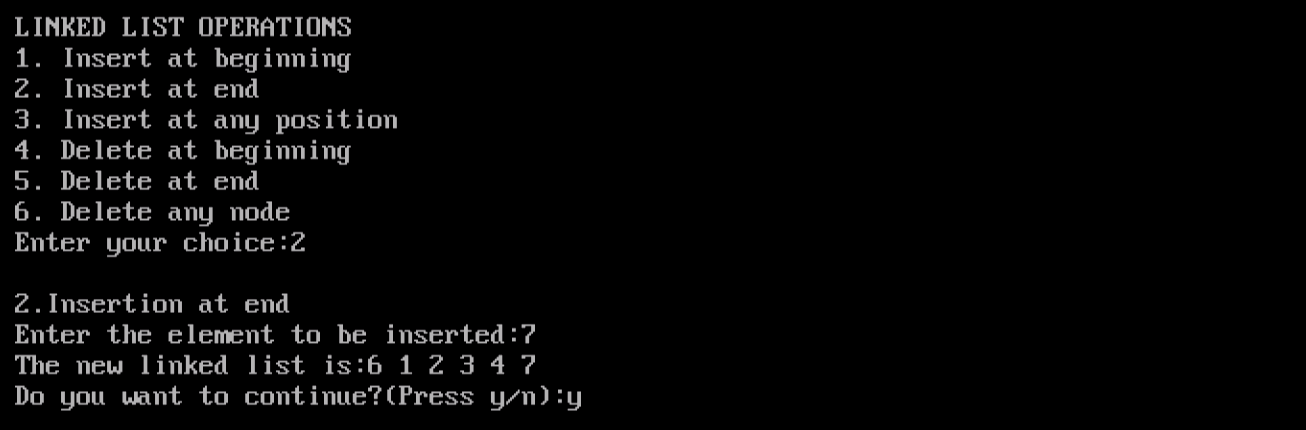 LINKED LIST OPERATIONS
1. Insert at beginning
2. Insert at end
3. Insert at any position
4. Delete at beginning
5. Delete at end
6. Delete any node
Enter your choice:2
2.Insertion at end
Enter the element to be inserted:7
The new linked list is:6 1 2 3 4 7
Do you want to continue?(Press y/n):y